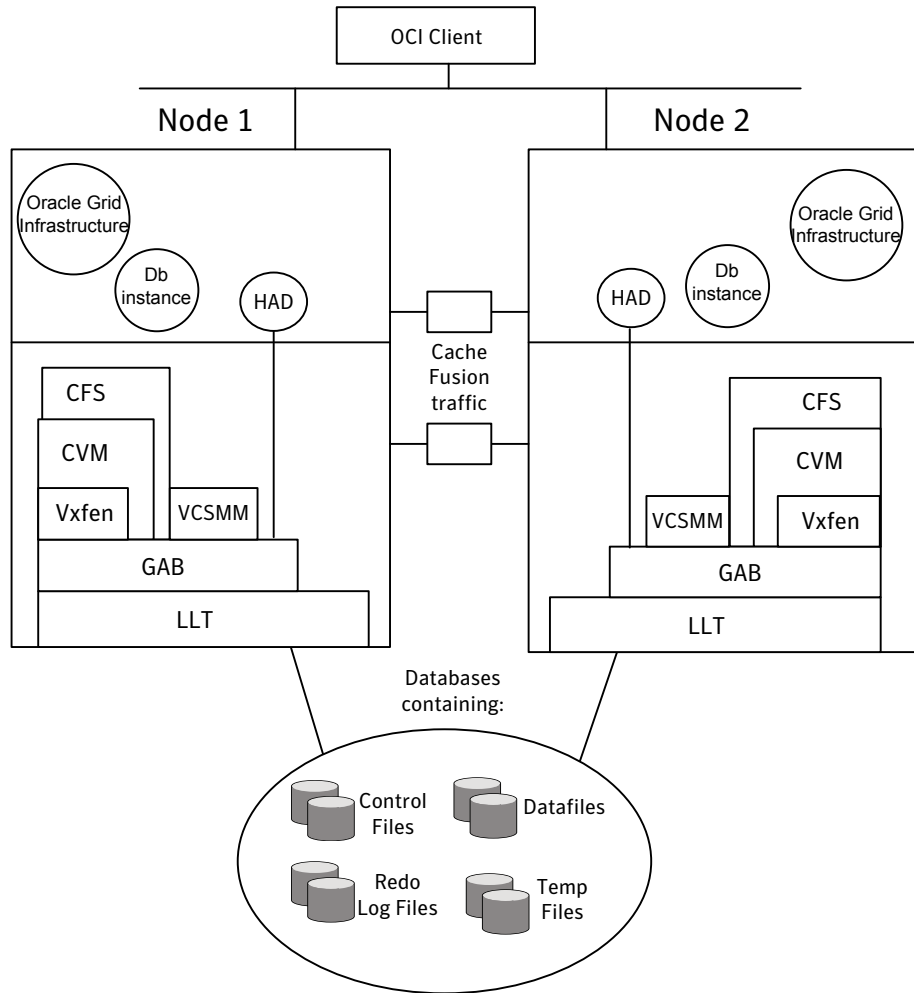 OCI Client
Node 1
Node 2
Oracle Grid
Infrastructure
Db
instance
HAD
Oracle Grid
Infrastructure
Db
instance
HAD
Cache
Fusion
traffic
CFS
CVM
Vxfen
VCSMM
GAB
LLT
CFS
CVM
VCSMM
Vxfen
GAB
LLT
Databases
containing:
Control
Files
Datafiles
Redo
Log Files
Temp
Files